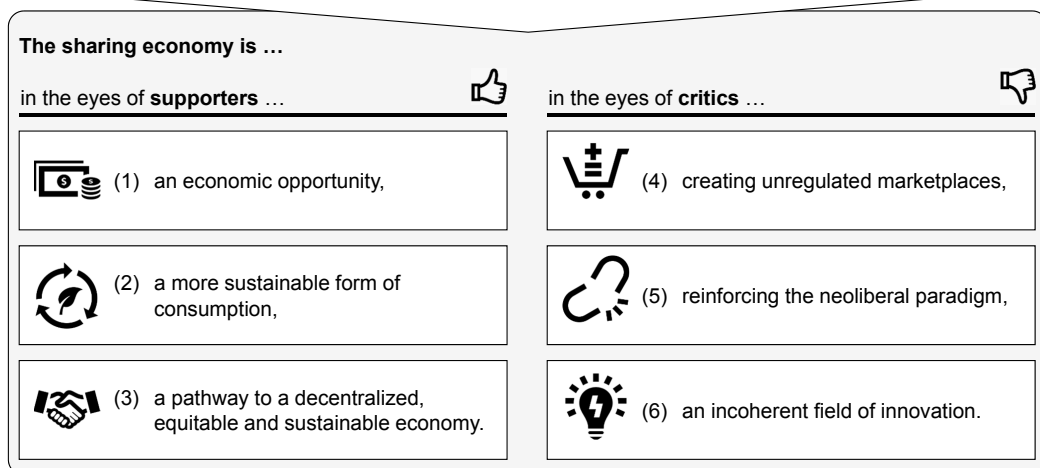 The sharing economy is …
in the eyes of supporters …
(1) an economic opportunity,
(2) a more sustainable form of
consumption,
(3) a pathway to a decentralized,
equitable and sustainable economy.
in the eyes of critics …
(4) creating unregulated marketplaces,
(5) reinforcing the neoliberal paradigm,
(6) an incoherent field of innovation.